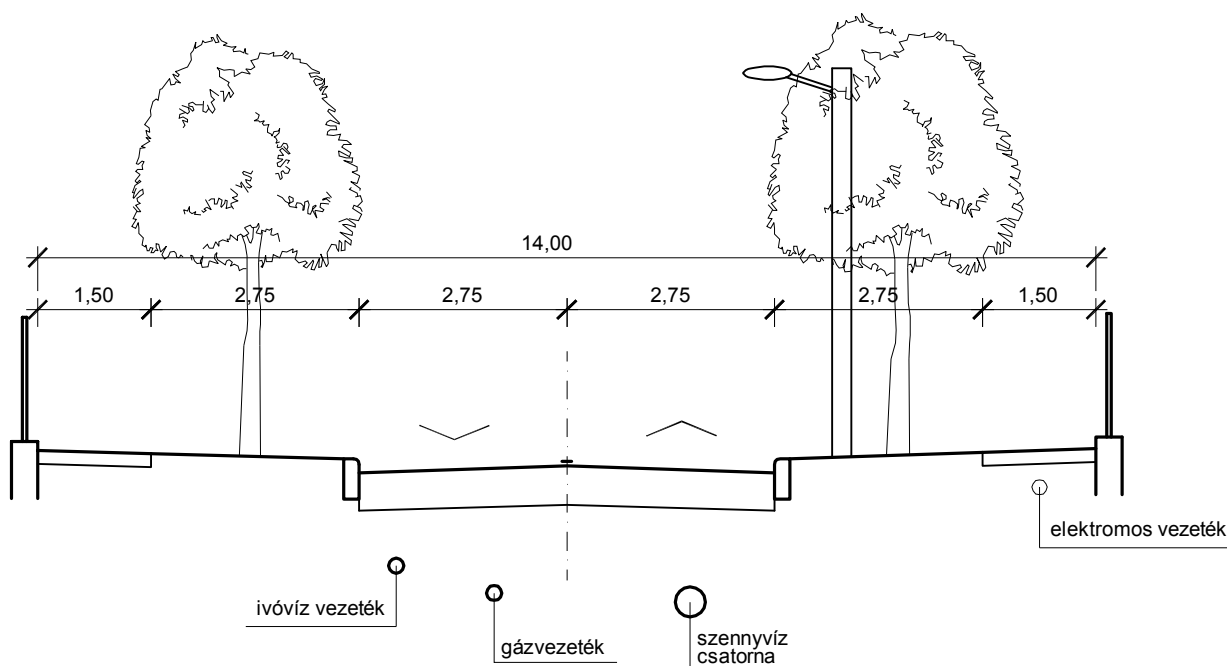 14,00
1,50 2,75 2,75 2,75 2,75 1,50
elektromos vezeték
ivóvíz vezeték
gázvezeték
szennyvíz
csatorna